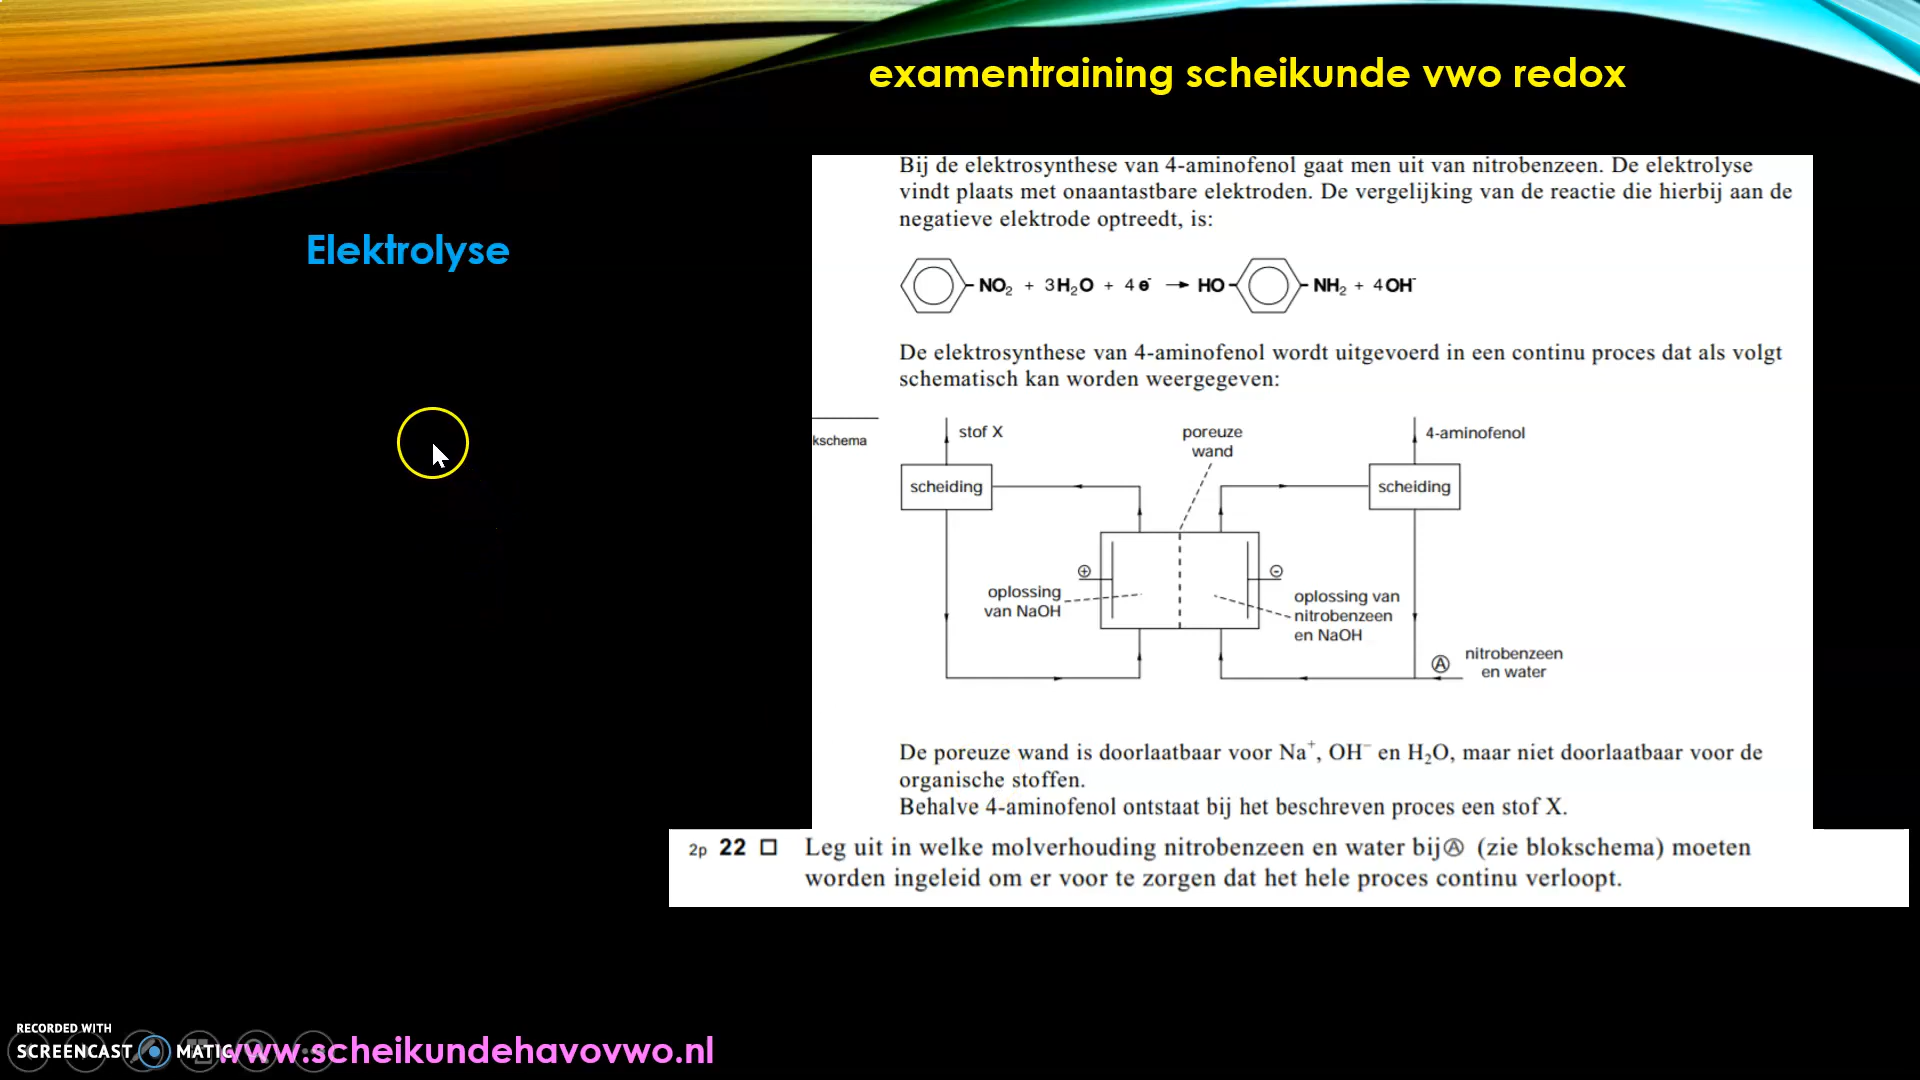 examentraining scheikunde vwo redox
Bij de elektrosynthese van 4-aminofenol gaat men uit van nitrobenzeen. De elektrolyse
vindt plaats met onaantastbare elektroden. De vergelijking van de reactie die hierbij aan de
negatieve elektrode optreedt, is:
Elektrolyse
NO₂ + 3H₂O + 4 e⁻ → HO NH₂ + 4OH⁻
De elektrosynthese van 4-aminofenol wordt uitgevoerd in een continu proces dat als volgt
schematisch kan worden weergegeven:
kschema
stof X
poreuze
wand
4-aminofenol
scheiding
scheiding
⊕
⊖
oplossing
van NaOH
oplossing van
nitrobenzeen
en NaOH
Ⓐ
nitrobenzeen
en water
De poreuze wand is doorlaatbaar voor Na⁺, OH⁻ en H₂O, maar niet doorlaatbaar voor de
organische stoffen.
Behalve 4-aminofenol ontstaat bij het beschreven proces een stof X.
2p 22 □ Leg uit in welke molverhouding nitrobenzeen en water bij Ⓐ (zie blokschema) moeten
worden ingeleid om er voor te zorgen dat het hele proces continu verloopt.
RECORDED WITH
SCREENCAST MATIC
www.scheikundehavovwo.nl